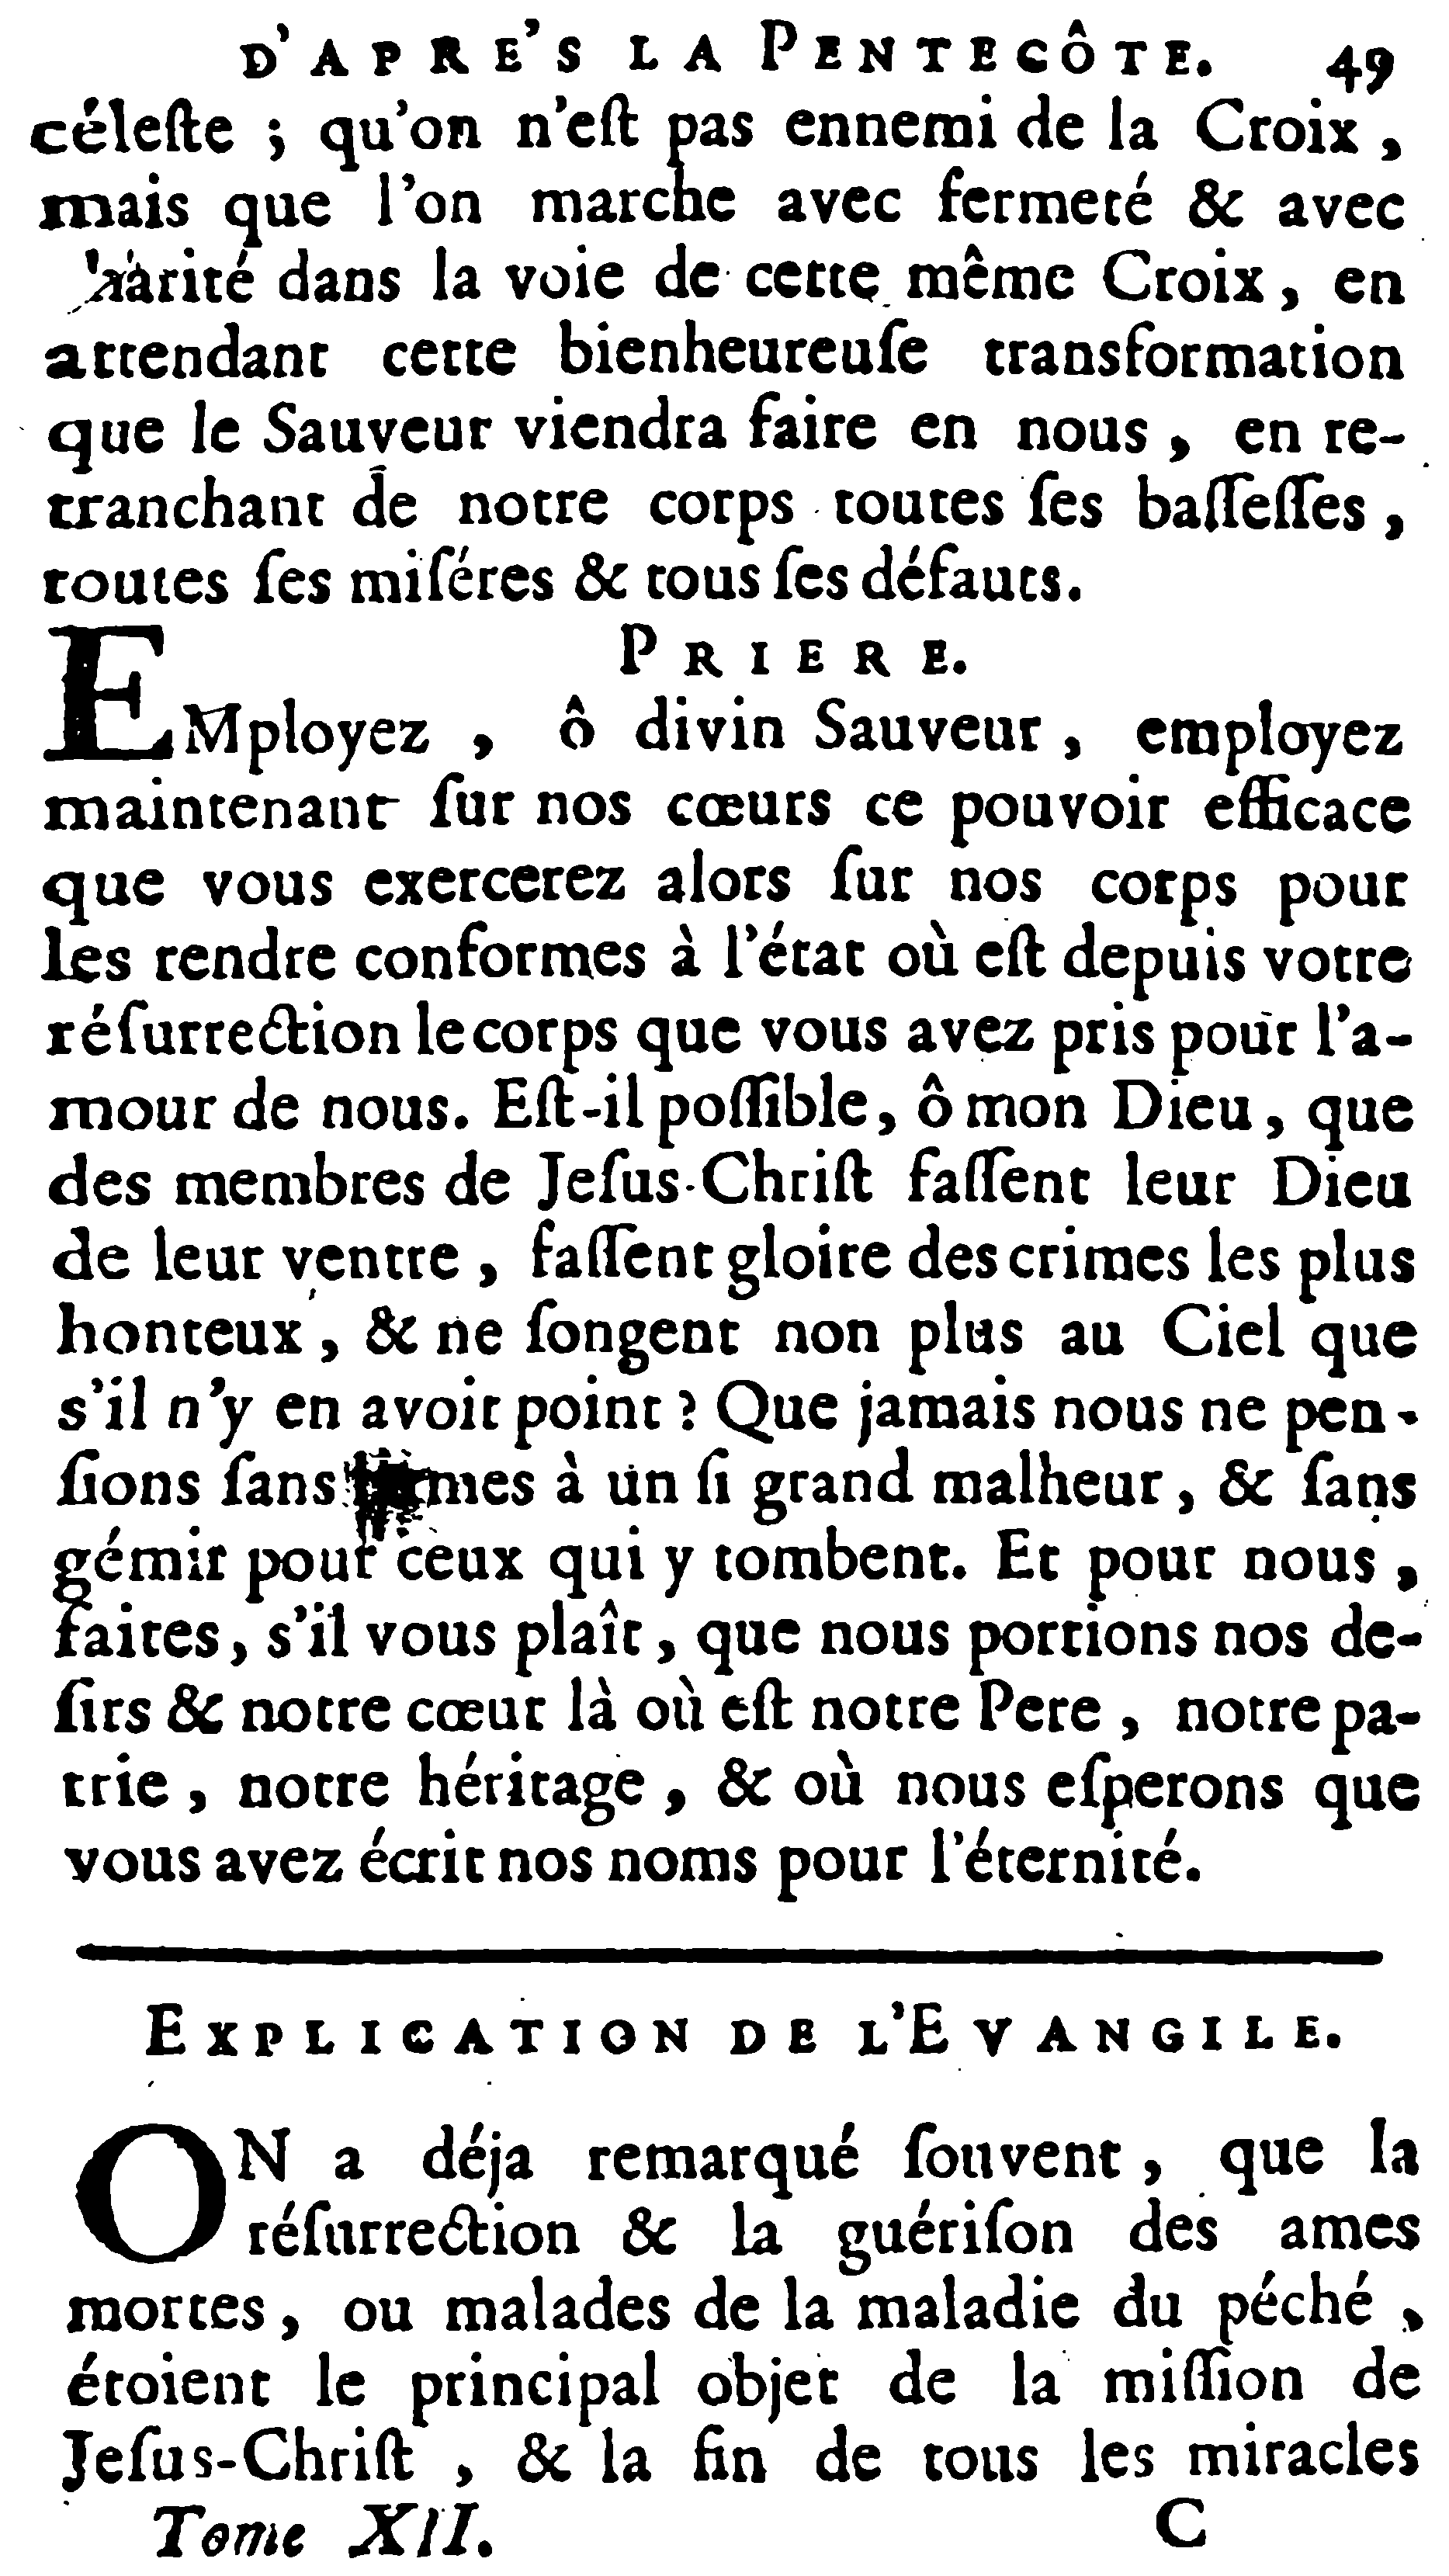 D'APRE'S LA PENTECÔTE. 49
céleſte ; qu'on n'eſt pas ennemi de la Croix ,
mais que l'on marche avec fermeté & avec
dans la voie de cette même Croix, en
attendant cette bienheureuſe transformation
que le Sauveur viendra faire en nous , en re-
tranchant de notre corps toutes ſes baſſeſſes ,
toutes ſes miſéres & tous ſes défauts.
PRIERE.
EMployez , ô divin Sauveur , employez
maintenant ſur nos cœurs ce pouvoir efficace
que vous exercerez alors ſur nos corps pour
les rendre conformes à l'état où eſt depuis votre
réſurrection le corps que vous avez pris pour l'a-
mour de nous. Eſt-il poſſible, ô mon Dieu, que
des membres de Jeſus-Chriſt faſſent leur Dieu
de leur ventre , faſſent gloire des crimes les plus
honteux , & ne ſongent non plus au Ciel que
s'il n'y en avoit point ? Que jamais nous ne pen-
ſions ſans à un ſi grand malheur , & ſans
gémir pour ceux qui y tombent. Et pour nous ,
faites, s'il vous plaît , que nous portions nos de-
ſirs & notre cœur là où eſt notre Pere , notre pa-
trie , notre héritage , & où nous eſperons que
vous avez écrit nos noms pour l'éternité.
EXPLICATION DE L'EVANGILE.
ON a déja remarqué ſouvent , que la
réſurrection & la guériſon des ames
mortes, ou malades de la maladie du péché ,
étoient le principal objet de la miſſion de
Jeſus-Chriſt , & la fin de tous les miracles
Tome XII. C